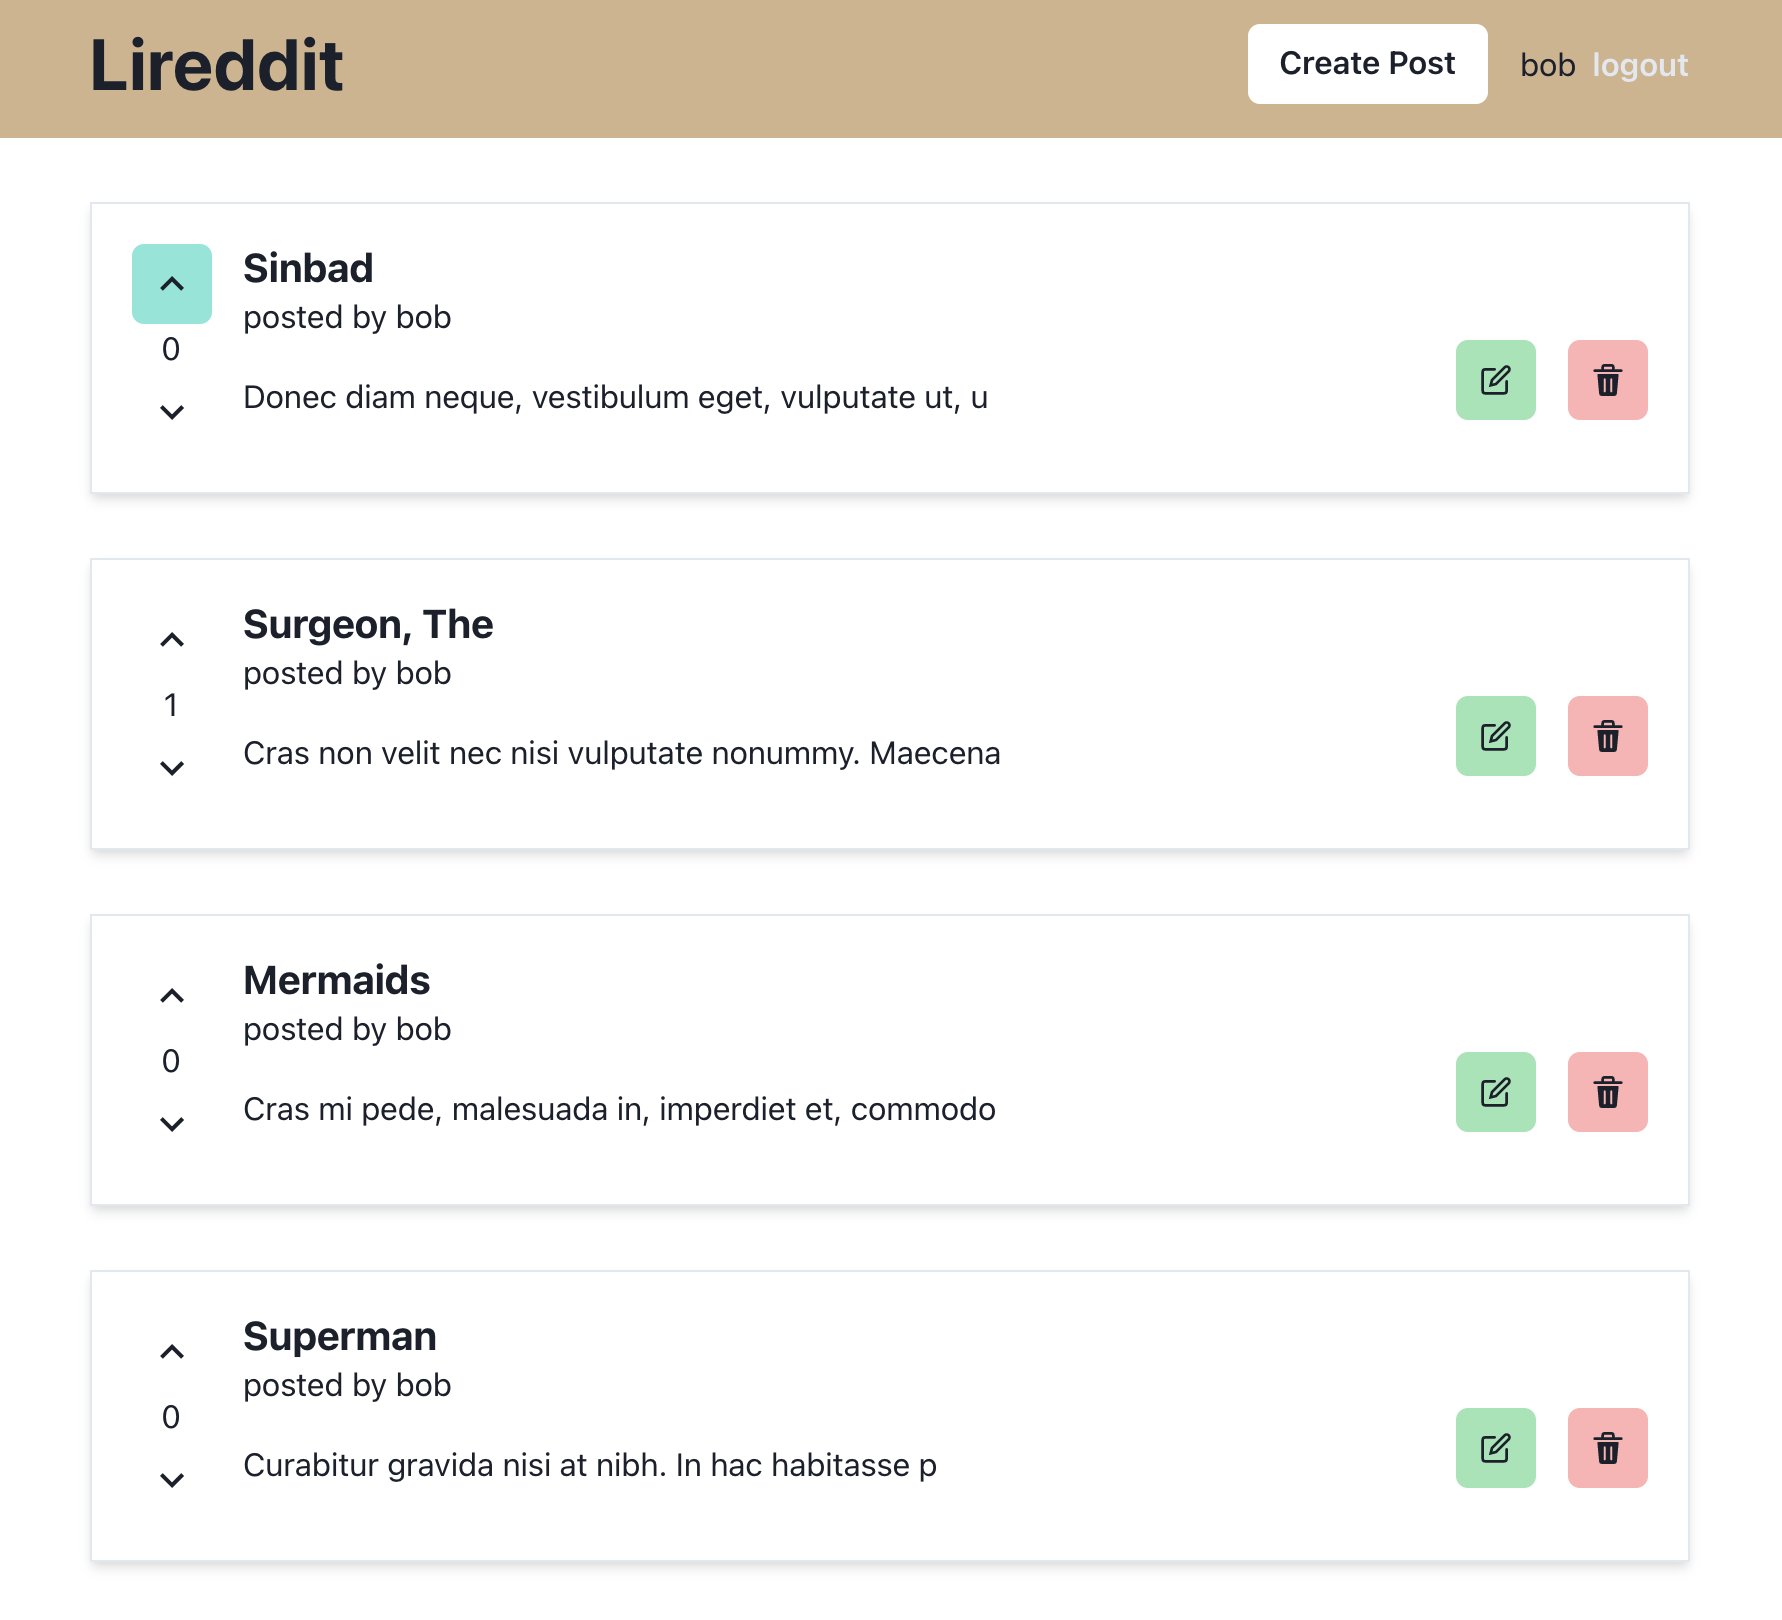 Lireddit
Create Post
bob logout
Sinbad
posted by bob
0
Donec diam neque, vestibulum eget, vulputate ut, u
Surgeon, The
posted by bob
1
Cras non velit nec nisi vulputate nonummy. Maecena
Mermaids
posted by bob
0
Cras mi pede, malesuada in, imperdiet et, commodo
Superman
posted by bob
0
Curabitur gravida nisi at nibh. In hac habitasse p